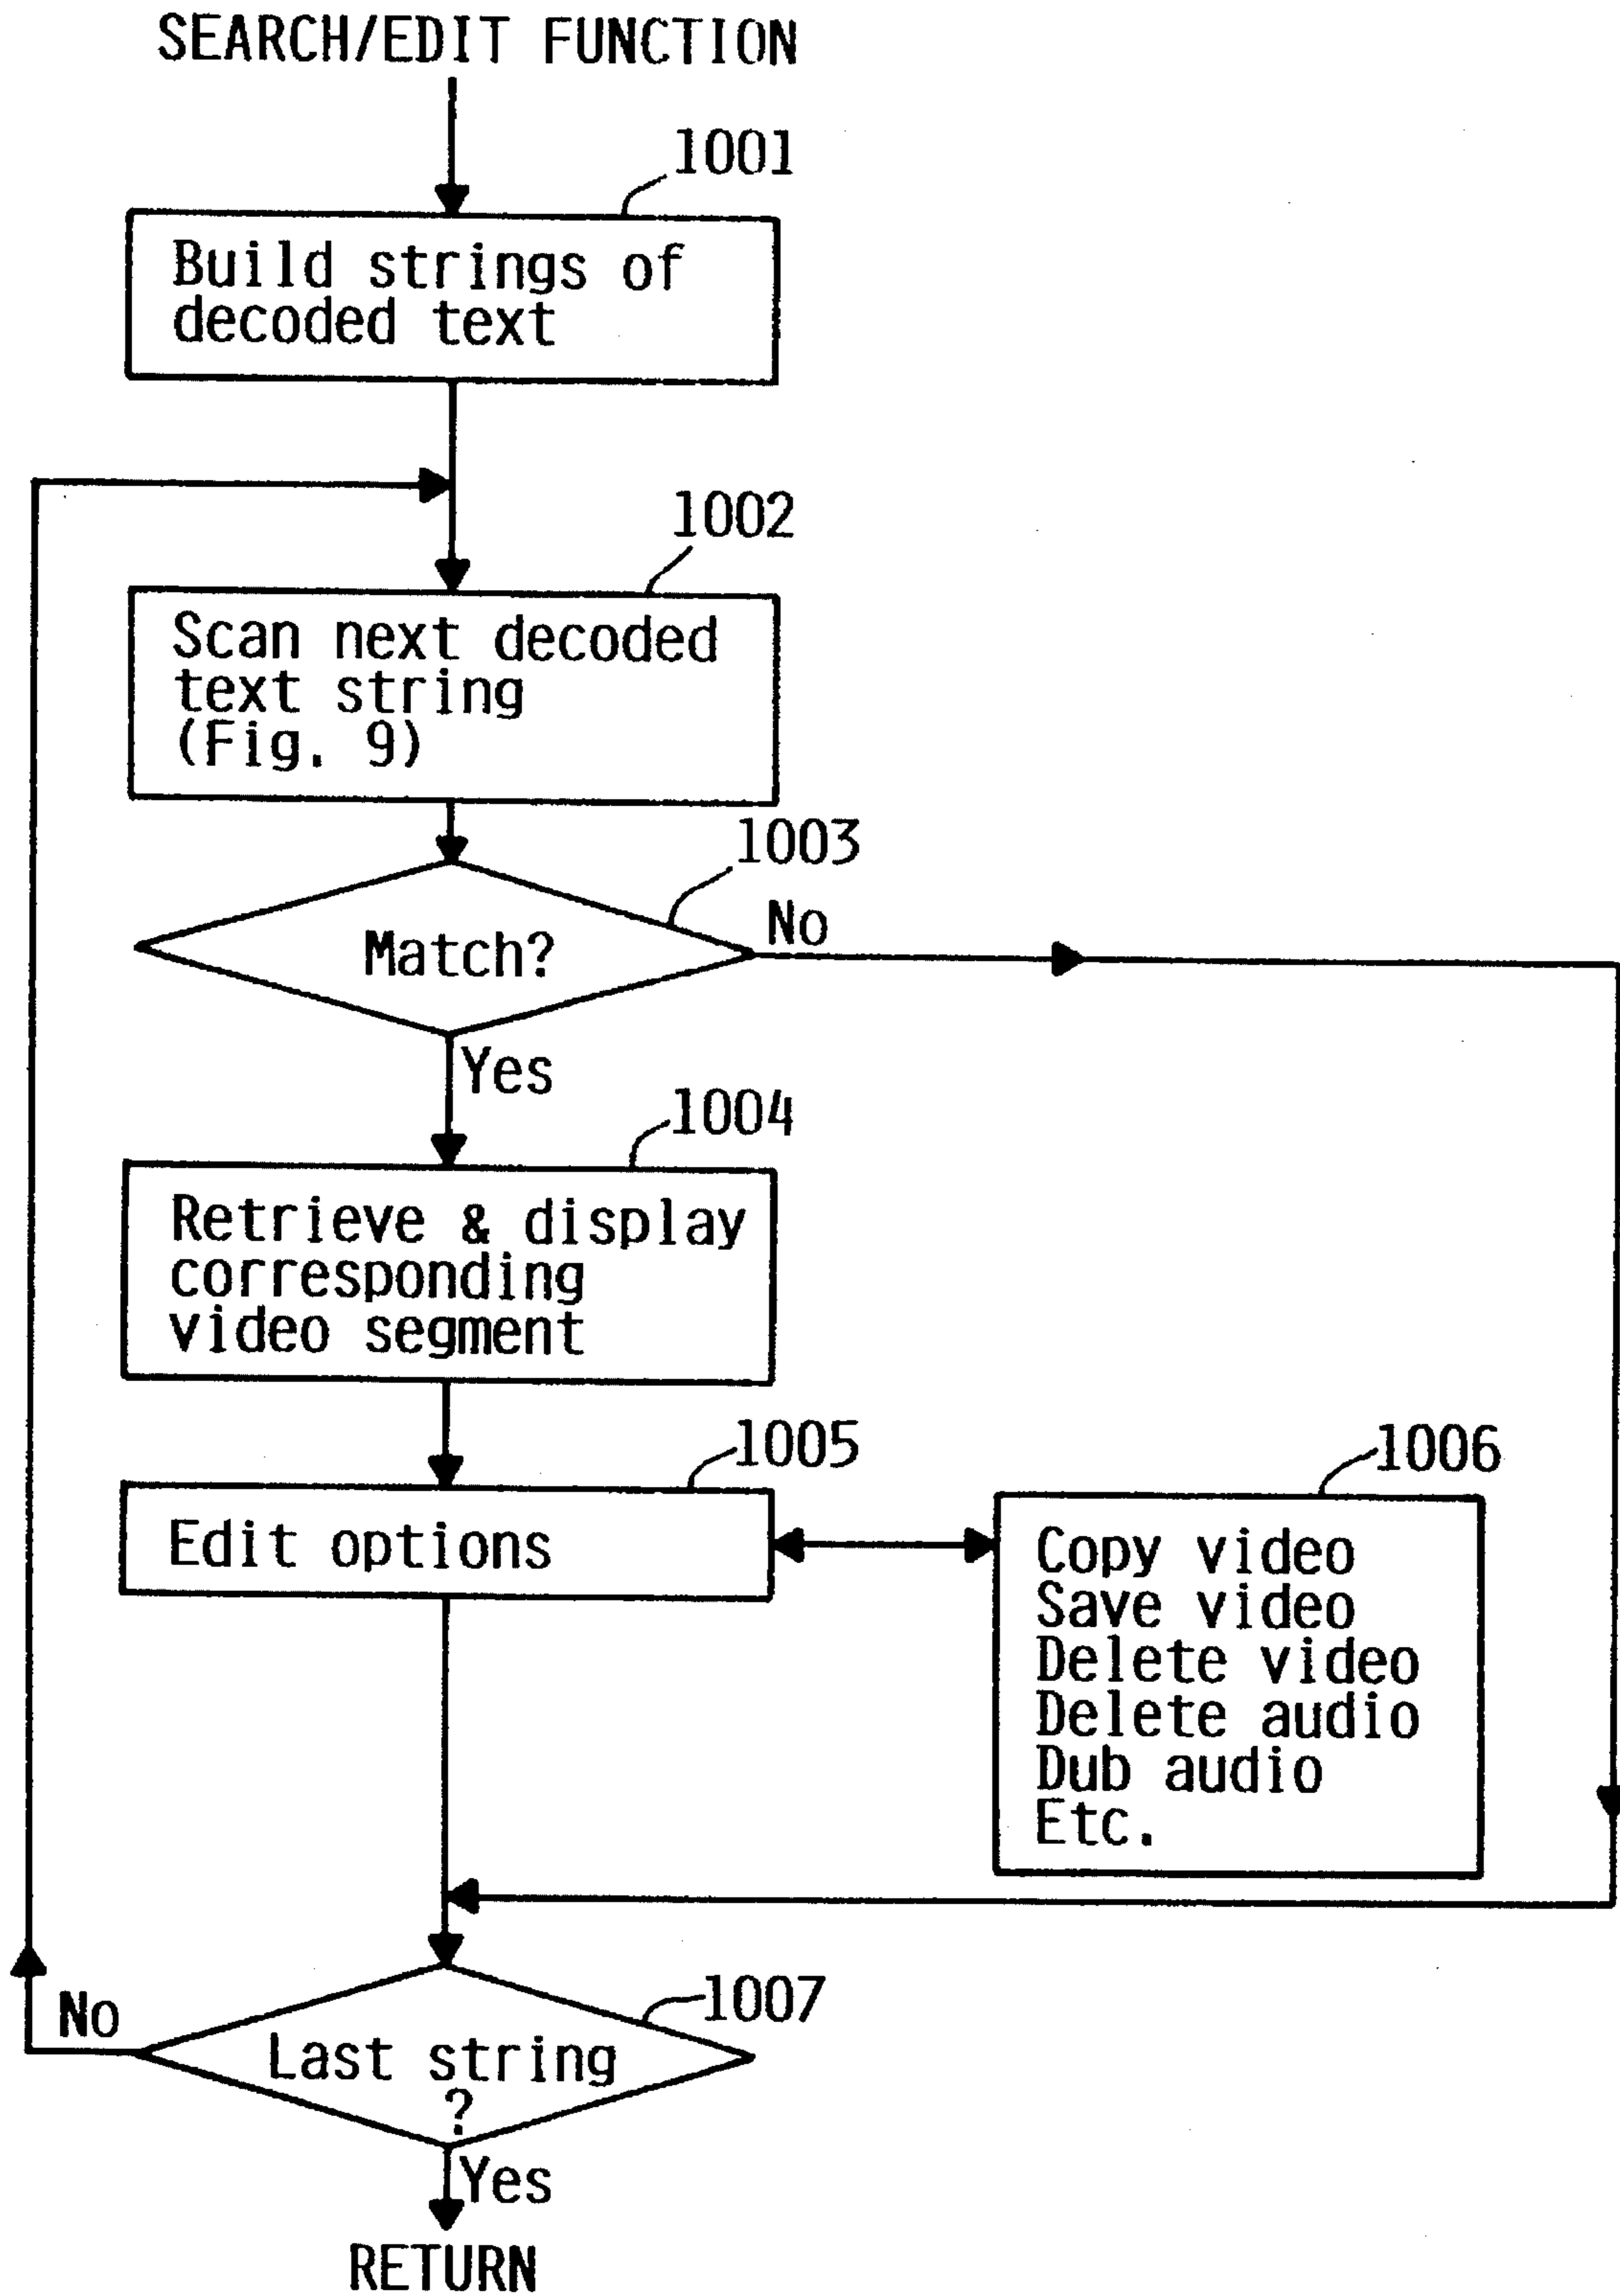 SEARCH/EDIT FUNCTION
1001
Build strings of
decoded text
1002
Scan next decoded
text string
(Fig. 9)
1003
Match?
No
Yes
1004
Retrieve & display
corresponding
video segment
1005
Edit options
1006
Copy video
Save video
Delete video
Delete audio
Dub audio
Etc.
1007
Last string
?
No
Yes
RETURN